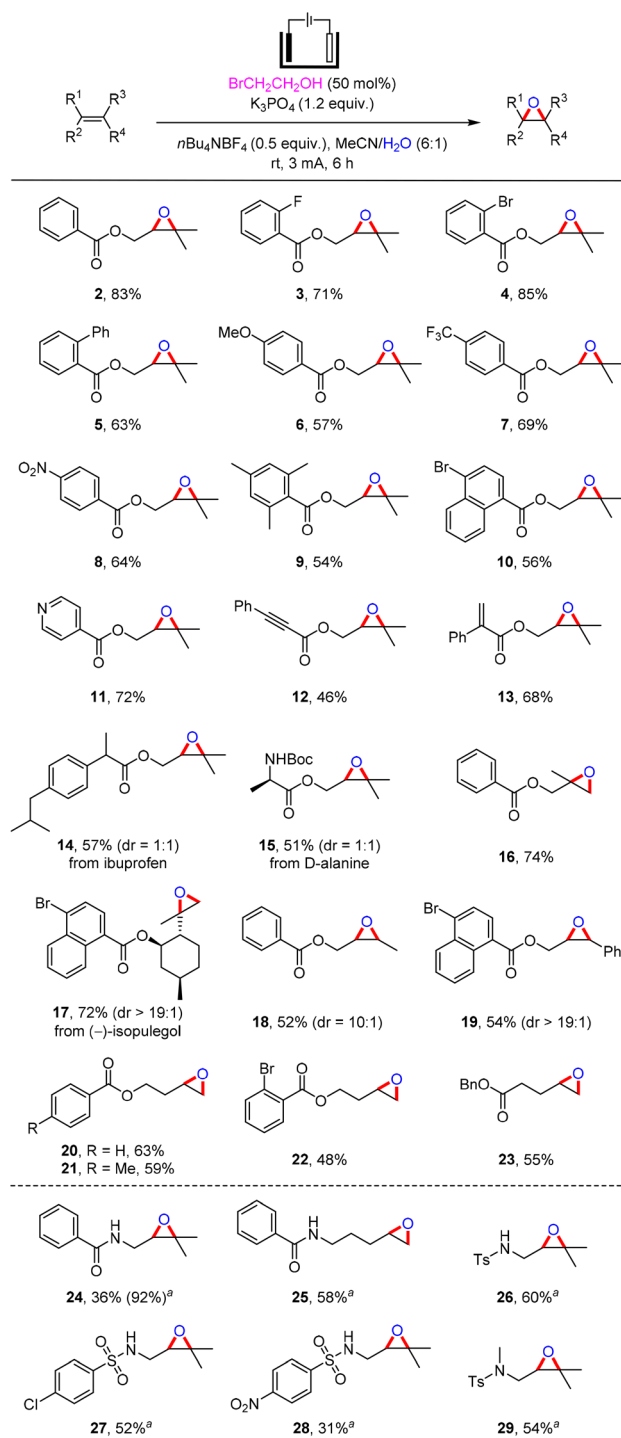 BrCH2CH2OH (50 mol%)
K3PO4 (1.2 equiv.)
R1 R3
R2 R4
nBu4NBF4 (0.5 equiv.), MeCN/H2O (6:1)
rt, 3 mA, 6 h
R1 O R3
R2 R4
O O O
2, 83%
F O O O
3, 71%
Br O O O
4, 85%
Ph O O O
5, 63%
MeO O O O
6, 57%
F3C O O O
7, 69%
NO2 O O O
8, 64%
O O O
9, 54%
Br O O O
10, 56%
N O O O
11, 72%
Ph O O O
12, 46%
Ph O O O
13, 68%
O O O
14, 57% (dr = 1:1)
from ibuprofen
NHBoc O O O
15, 51% (dr = 1:1)
from D-alanine
O O O
16, 74%
Br O O O
17, 72% (dr > 19:1)
from (−)-isopulegol
O O O
18, 52% (dr = 10:1)
Br O O O Ph
19, 54% (dr > 19:1)
O O O R
20, R = H, 63%
21, R = Me, 59%
Br O O O
22, 48%
BnO O O
23, 55%
H N O O
24, 36% (92%)a
H N O O
25, 58%a
Ts H N O
26, 60%a
Cl O S O H N O
27, 52%a
NO2 O S O H N O
28, 31%a
Ts N O
29, 54%a